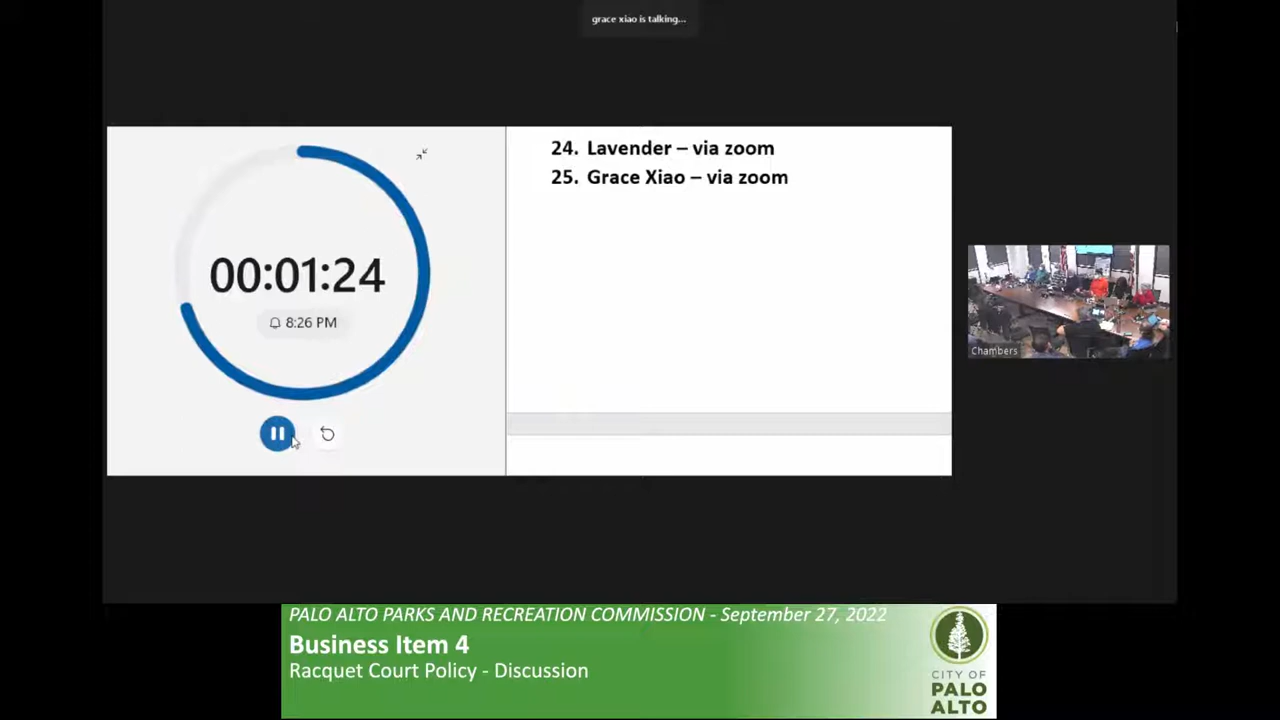 grace xiao is talking...
24. Lavender – via zoom
25. Grace Xiao – via zoom
00:01:24
8:26 PM
Chambers
PALO ALTO PARKS AND RECREATION COMMISSION - September 27, 2022
Business Item 4
Racquet Court Policy - Discussion
CITY OF
PALO
ALTO